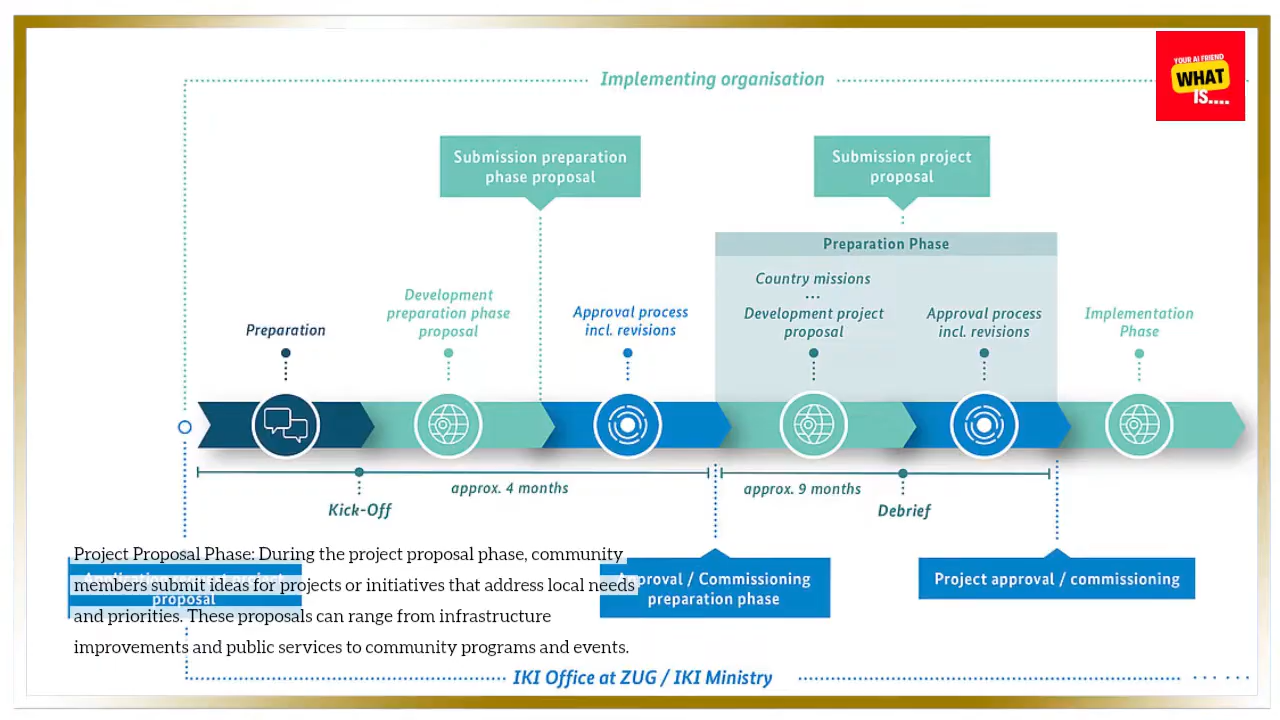 Implementing organisation
YOUR AI FRIEND
WHAT
IS....
Submission preparation
phase proposal
Submission project
proposal
Preparation Phase
Country missions
...
Development project
proposal
Approval process
incl. revisions
Preparation
Development
preparation phase
proposal
Approval process
incl. revisions
Implementation
Phase
approx. 4 months
approx. 9 months
Kick-Off
Debrief
Project Proposal Phase: During the project proposal phase, community
members submit ideas for projects or initiatives that address local needs
and priorities. These proposals can range from infrastructure
improvements and public services to community programs and events.
proposal
Approval / Commissioning
preparation phase
Project approval / commissioning
IKI Office at ZUG / IKI Ministry